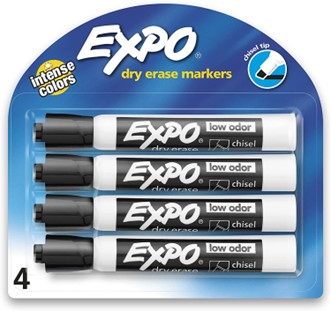 EXPO®
dry erase markers
chisel tip
intense
colors
EXPO® low odor
dry erase chisel
EXPO® low odor
dry erase chisel
EXPO® low odor
dry erase chisel
EXPO® low odor
dry erase chisel
4